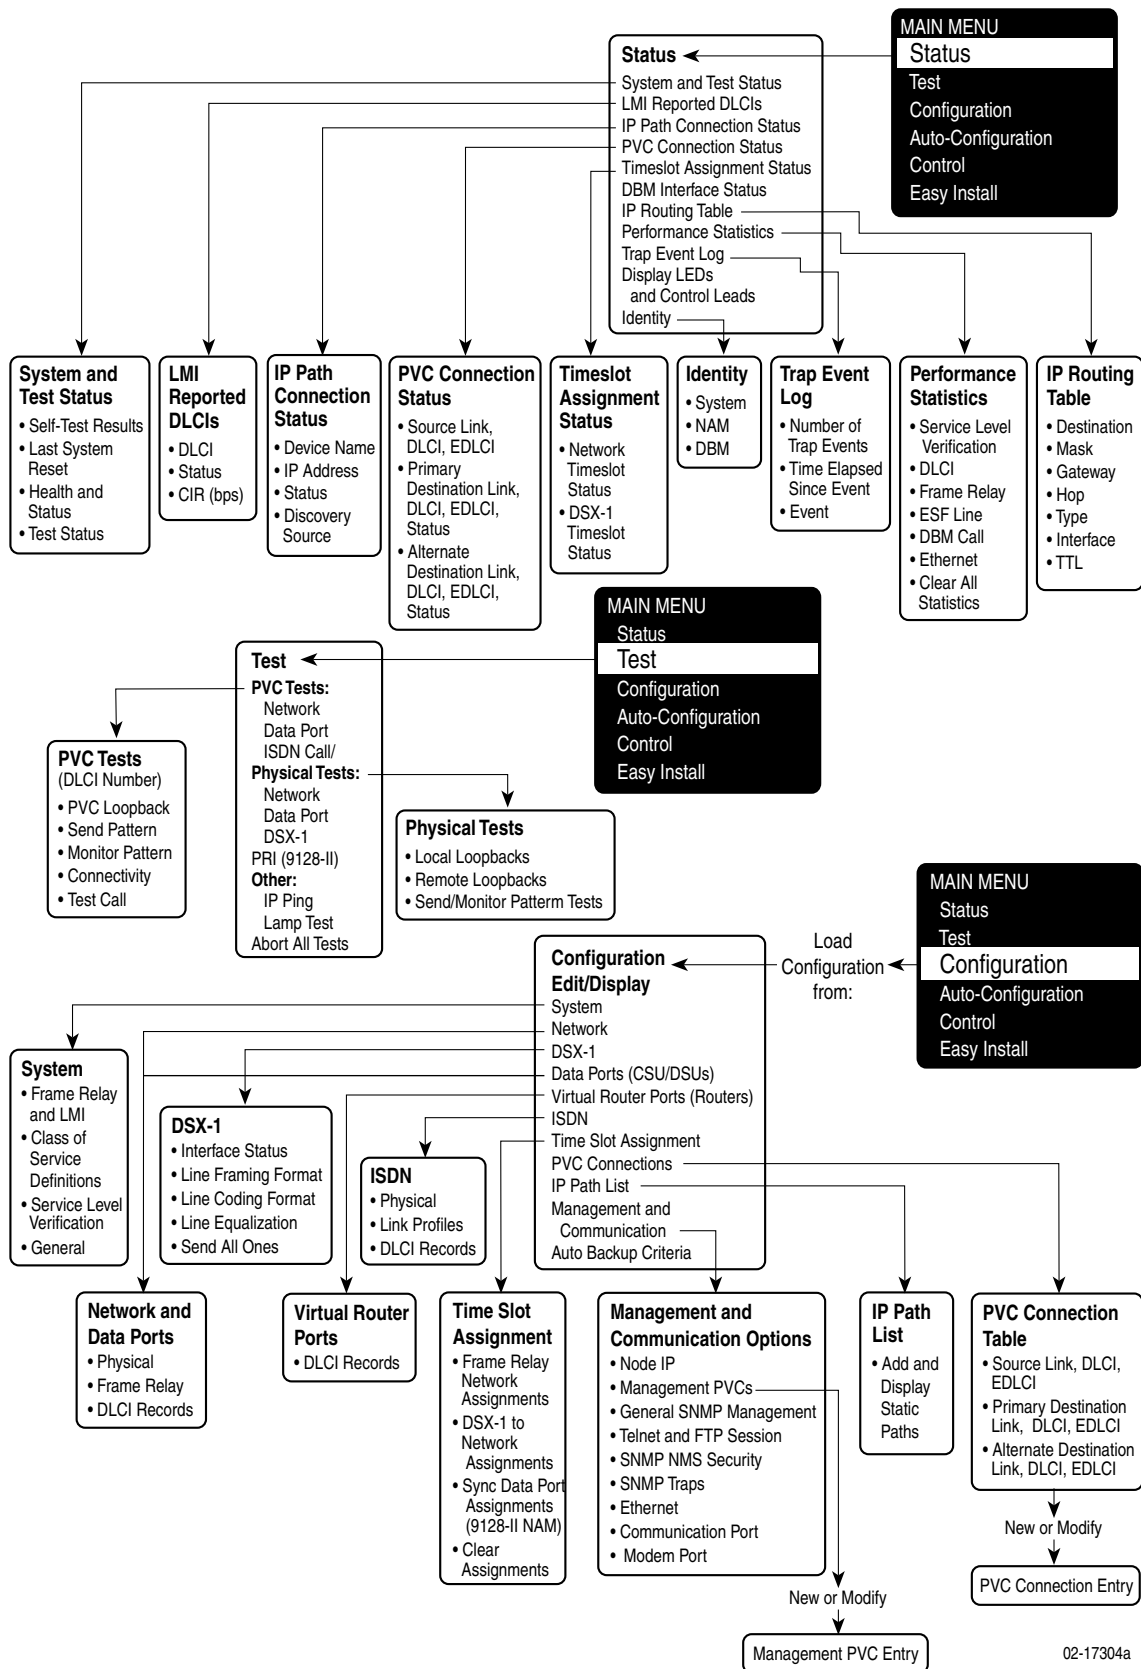 MAIN MENU
Status
Test
Configuration
Auto-Configuration
Control
Easy Install
Status
System and Test Status
LMI Reported DLCIs
IP Path Connection Status
PVC Connection Status
Timeslot Assignment Status
DBM Interface Status
IP Routing Table
Performance Statistics
Trap Event Log
Display LEDs
and Control Leads
Identity
System and
Test Status
• Self-Test Results
• Last System
Reset
• Health and
Status
• Test Status
LMI
Reported
DLCIs
• DLCI
• Status
• CIR (bps)
IP Path
Connection
Status
• Device Name
• IP Address
• Status
• Discovery
Source
PVC Connection
Status
• Source Link,
DLCI, EDLCI
• Primary
Destination Link,
DLCI, EDLCI,
Status
• Alternate
Destination Link,
DLCI, EDLCI,
Status
Timeslot
Assignment
Status
• Network
Timeslot
Status
• DSX-1
Timeslot
Status
Identity
• System
• NAM
• DBM
Trap Event
Log
• Number of
Trap Events
• Time Elapsed
Since Event
• Event
Performance
Statistics
• Service Level
Verification
• DLCI
• Frame Relay
• ESF Line
• DBM Call
• Ethernet
• Clear All
Statistics
IP Routing
Table
• Destination
• Mask
• Gateway
• Hop
• Type
• Interface
• TTL
MAIN MENU
Status
Test
Configuration
Auto-Configuration
Control
Easy Install
Test
PVC Tests:
Network
Data Port
ISDN Call/
Physical Tests:
Network
Data Port
DSX-1
PRI (9128-II)
Other:
IP Ping
Lamp Test
Abort All Tests
PVC Tests
(DLCI Number)
• PVC Loopback
• Send Pattern
• Monitor Pattern
• Connectivity
• Test Call
Physical Tests
• Local Loopbacks
• Remote Loopbacks
• Send/Monitor Patterm Tests
MAIN MENU
Status
Test
Configuration
Auto-Configuration
Control
Easy Install
Load
Configuration
from:
Configuration
Edit/Display
System
Network
DSX-1
Data Ports (CSU/DSUs)
Virtual Router Ports (Routers)
ISDN
Time Slot Assignment
PVC Connections
IP Path List
Management and
Communication
Auto Backup Criteria
System
• Frame Relay
and LMI
• Class of
Service
Definitions
• Service Level
Verification
• General
DSX-1
• Interface Status
• Line Framing Format
• Line Coding Format
• Line Equalization
• Send All Ones
ISDN
• Physical
• Link Profiles
• DLCI Records
Network and
Data Ports
• Physical
• Frame Relay
• DLCI Records
Virtual Router
Ports
• DLCI Records
Time Slot
Assignment
• Frame Relay
Network
Assignments
• DSX-1 to
Network
Assignments
• Sync Data Port
Assignments
(9128-II NAM)
• Clear
Assignments
Management and
Communication Options
• Node IP
• Management PVCs
• General SNMP Management
• Telnet and FTP Session
• SNMP NMS Security
• SNMP Traps
• Ethernet
• Communication Port
• Modem Port
IP Path
List
• Add and
Display
Static
Paths
PVC Connection
Table
• Source Link, DLCI,
EDLCI
• Primary Destination
Link, DLCI, EDLCI
• Alternate Destination
Link, DLCI, EDLCI
New or Modify
PVC Connection Entry
New or Modify
Management PVC Entry
02-17304a